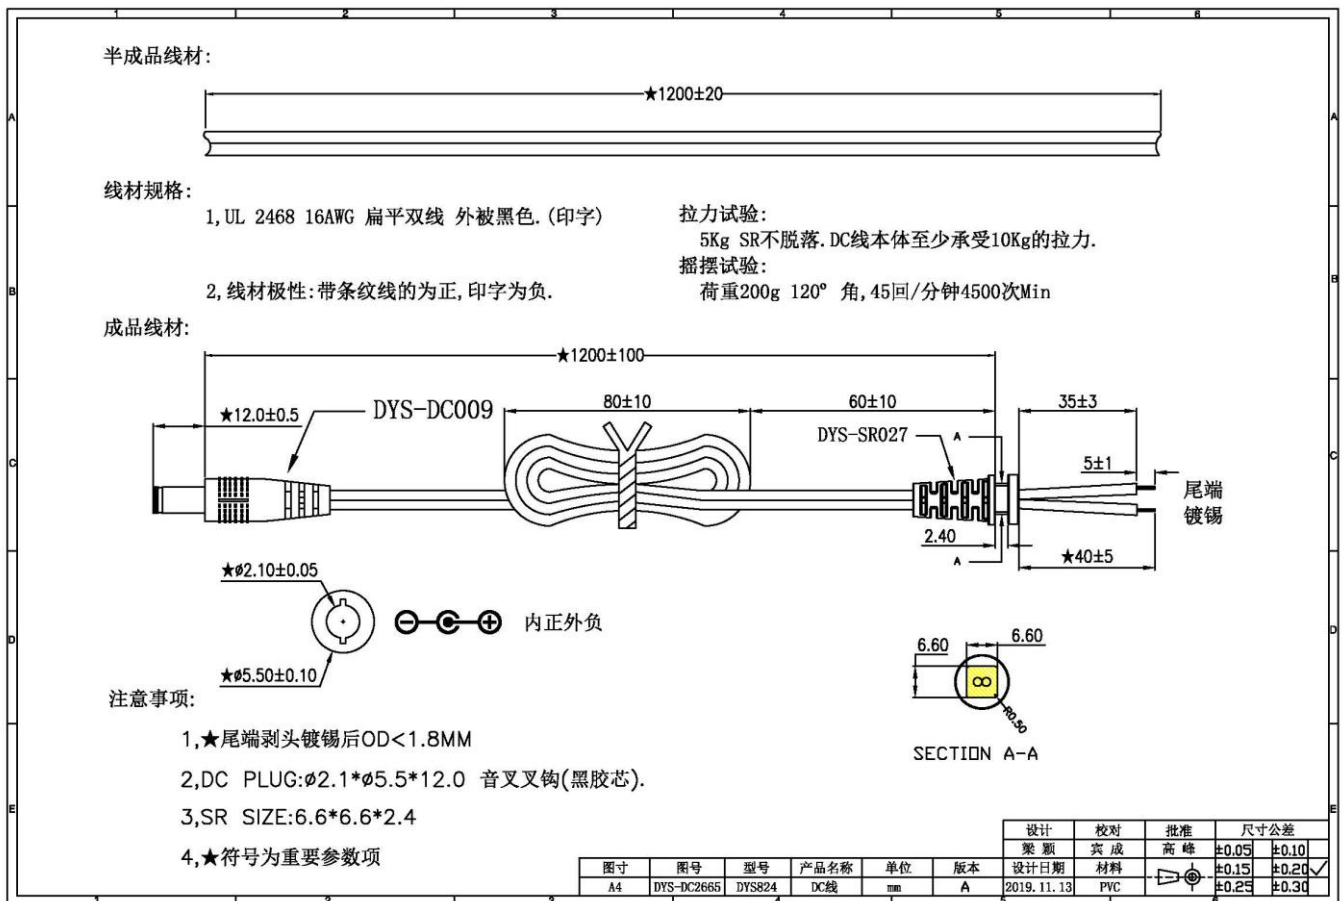 1 2 3 4 5 6
半成品线材:
★1200±20
A A
线材规格:
1,UL 2468 16AWG 扁平双线 外被黑色.(印字)
拉力试验:
5Kg SR不脱落.DC线本体至少承受10Kg的拉力.
摇摆试验:
2,线材极性:带条纹线的为正,印字为负.
荷重200g 120° 角,45回/分钟4500次Min
B B
成品线材:
★1200±100
★12.0±0.5
DYS-DC009
80±10
60±10
35±3
DYS-SR027
A
5±1
C C
尾端
镀锡
2.40
A
★40±5
★ø2.10±0.05
内正外负
D D
★ø5.50±0.10
6.60
6.60
R0.50
SECTION A-A
注意事项:
1,★尾端剥头镀锡后OD<1.8MM
2,DC PLUG:ø2.1*ø5.5*12.0 音叉叉钩(黑胶芯).
3,SR SIZE:6.6*6.6*2.4
4,★符号为重要参数项
E E
设计 校对 批准 尺寸公差
梁 颢 宾 成 高 峰 ±0.05 ±0.10
图寸 图号 型号 产品名称 单位 版本 设计日期 材料 ±0.15 ±0.20
A4 DYS-DC2665 DYS824 DC线 mm A 2019.11.13 PVC ±0.25 ±0.30
1 2 3 4 5 6